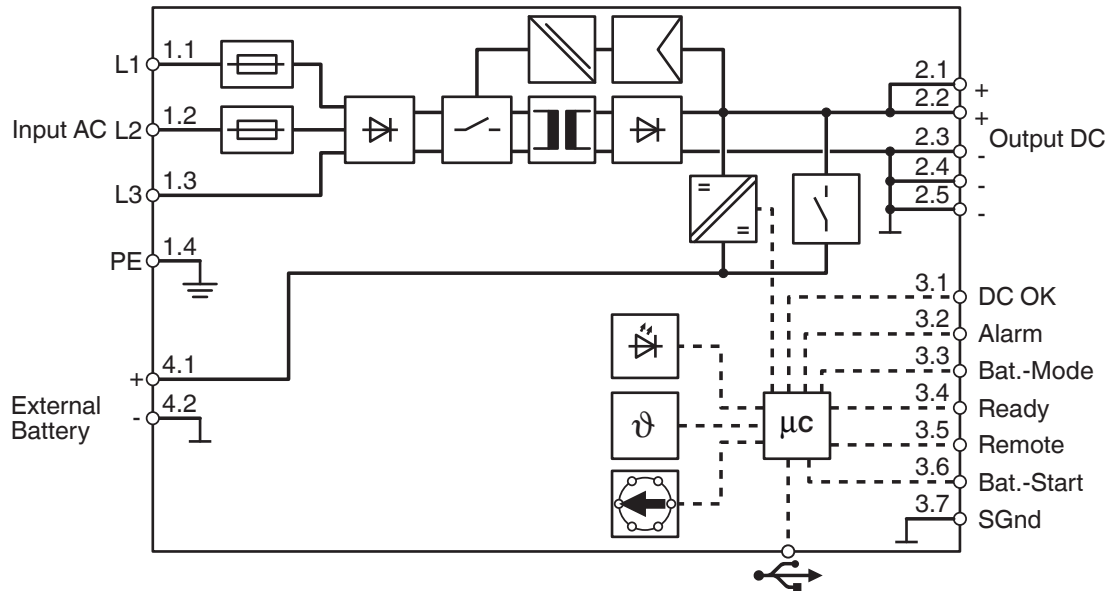 L1 1.1
Input AC L2 1.2
L3 1.3
PE 1.4
+ 4.1
External
Battery
- 4.2
2.1 +
2.2 +
2.3 -
2.4 -
2.5 -
Output DC
=
=
ϑ
µc
3.1 DC OK
3.2 Alarm
3.3 Bat.-Mode
3.4 Ready
3.5 Remote
3.6 Bat.-Start
3.7 SGnd